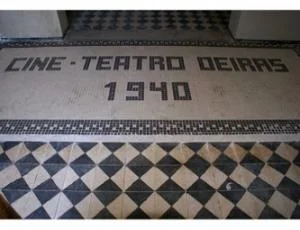 CINE · TEATRO OEIRAS
1940